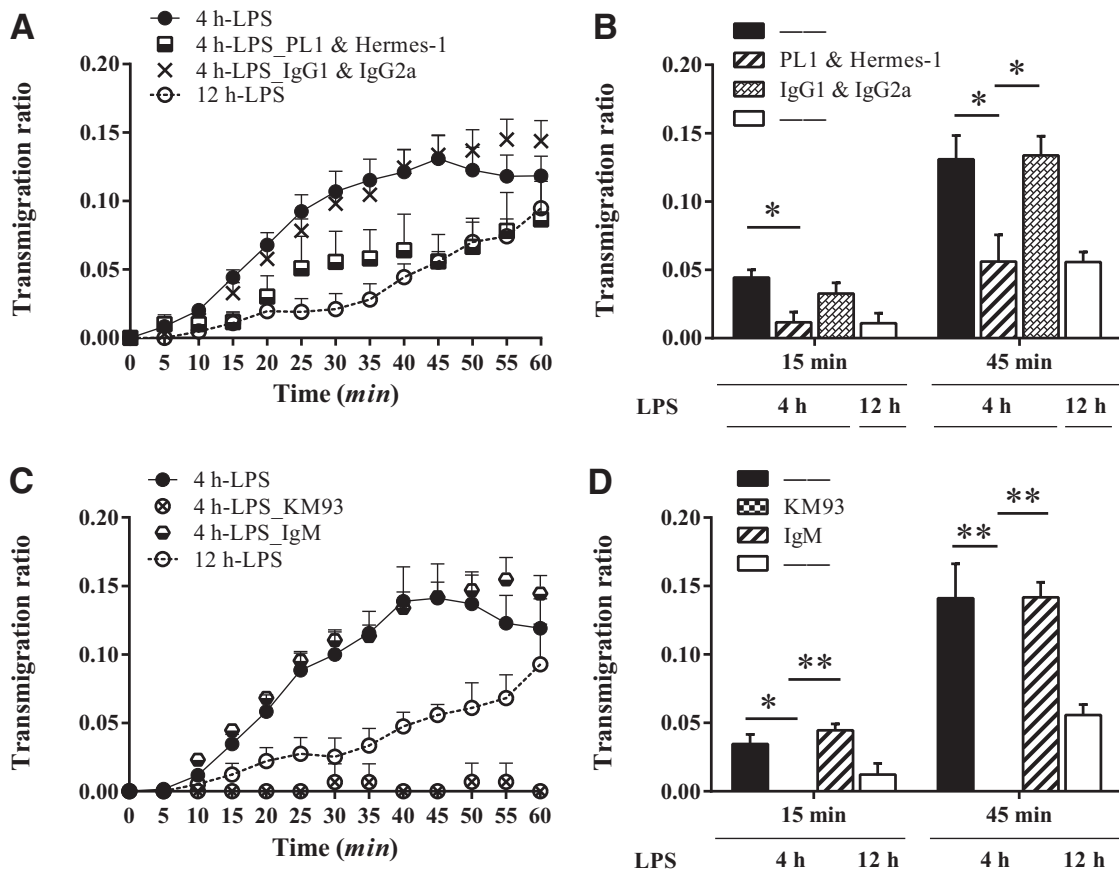 A
4 h-LPS
4 h-LPS_PL1 & Hermes-1
4 h-LPS_IgG1 & IgG2a
12 h-LPS
Transmigration ratio
0.20
0.15
0.10
0.05
0.00
0 5 10 15 20 25 30 35 40 45 50 55 60
Time (min)
B
——
PL1 & Hermes-1
IgG1 & IgG2a
——
Transmigration ratio
0.20
0.15
0.10
0.05
0.00
*
*
*
15 min 45 min
LPS 4 h 12 h 4 h 12 h
C
4 h-LPS
4 h-LPS_KM93
4 h-LPS_IgM
12 h-LPS
Transmigration ratio
0.20
0.15
0.10
0.05
0.00
0 5 10 15 20 25 30 35 40 45 50 55 60
Time (min)
D
——
KM93
IgM
——
Transmigration ratio
0.20
0.15
0.10
0.05
0.00
*
**
**
**
15 min 45 min
LPS 4 h 12 h 4 h 12 h